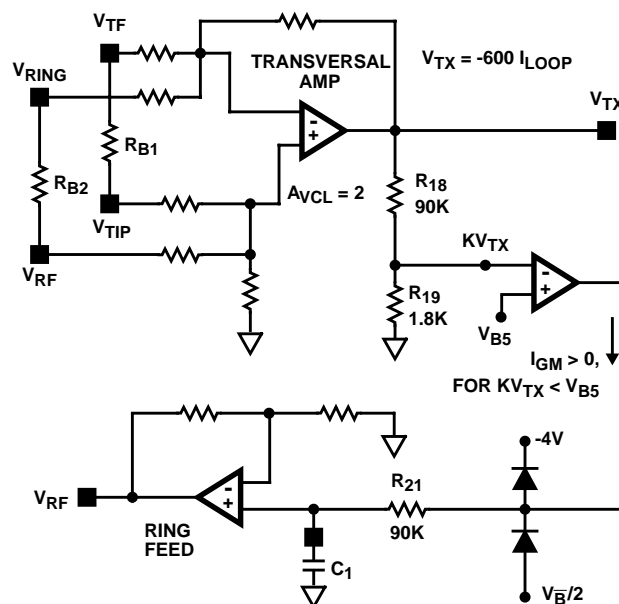 V_TF
TRANSVERSAL
AMP
V_TX = -600 I_LOOP
V_RING
V_TX
-
+
R_B1
R_B2
A_VCL = 2
R_18
90K
V_TIP
V_RF
KV_TX
-
+
R_19
1.8K
V_B5
I_GM > 0,
FOR KV_TX < V_B5
-4V
-
+
R_21
90K
V_RF
RING
FEED
C_1
V_B̅/2